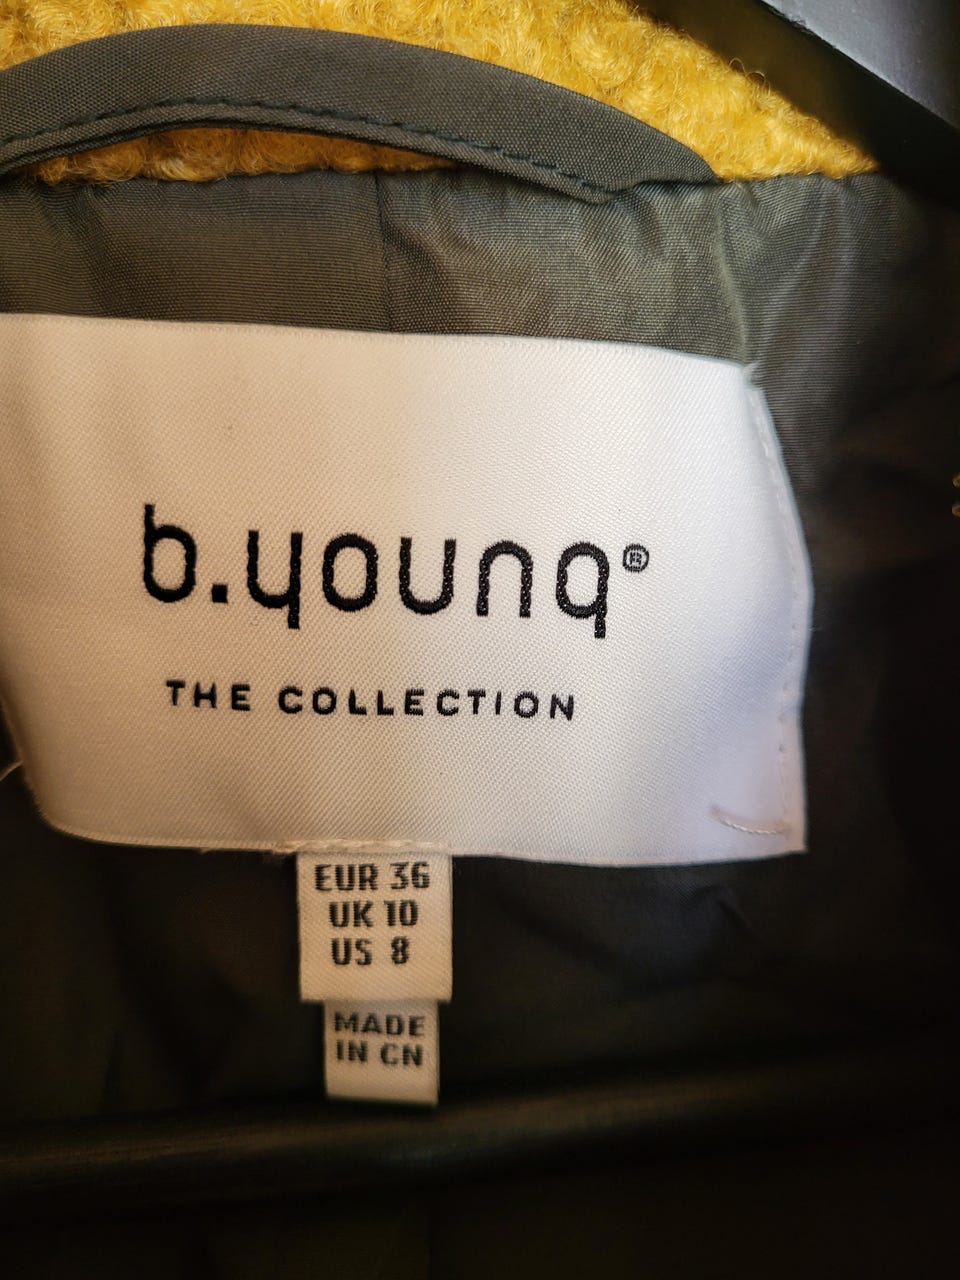 b.young®
THE COLLECTION
EUR 36
UK 10
US 8
MADE
IN CN